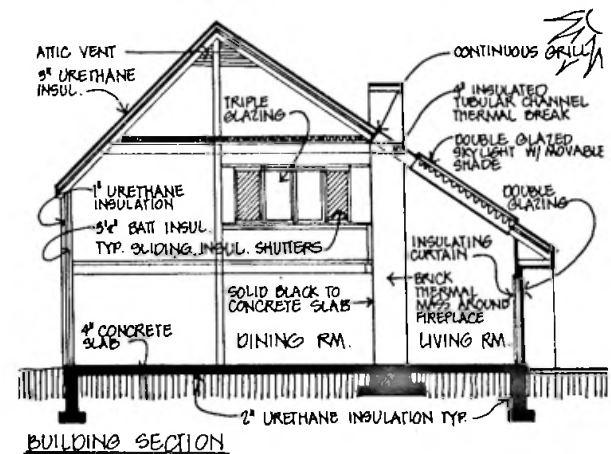 ATTIC VENT
3" URETHANE
INSUL.
CONTINUOUS GRILL
4" INSULATED
TUBULAR CHANNEL
THERMAL BREAK
TRIPLE
GLAZING
DOUBLE GLAZED
SKYLIGHT W/ MOVABLE
SHADE
DOUBLE
GLAZING
1" URETHANE
INSULATION
3½" BATT INSUL.
TYP. SLIDING INSUL. SHUTTERS
INSULATING
CURTAIN
BRICK
THERMAL
MASS AROUND
FIREPLACE
SOLID BLACK TO
CONCRETE SLAB
4" CONCRETE
SLAB
DINING RM.
LIVING RM.
2" URETHANE INSULATION TYP.
BUILDING SECTION